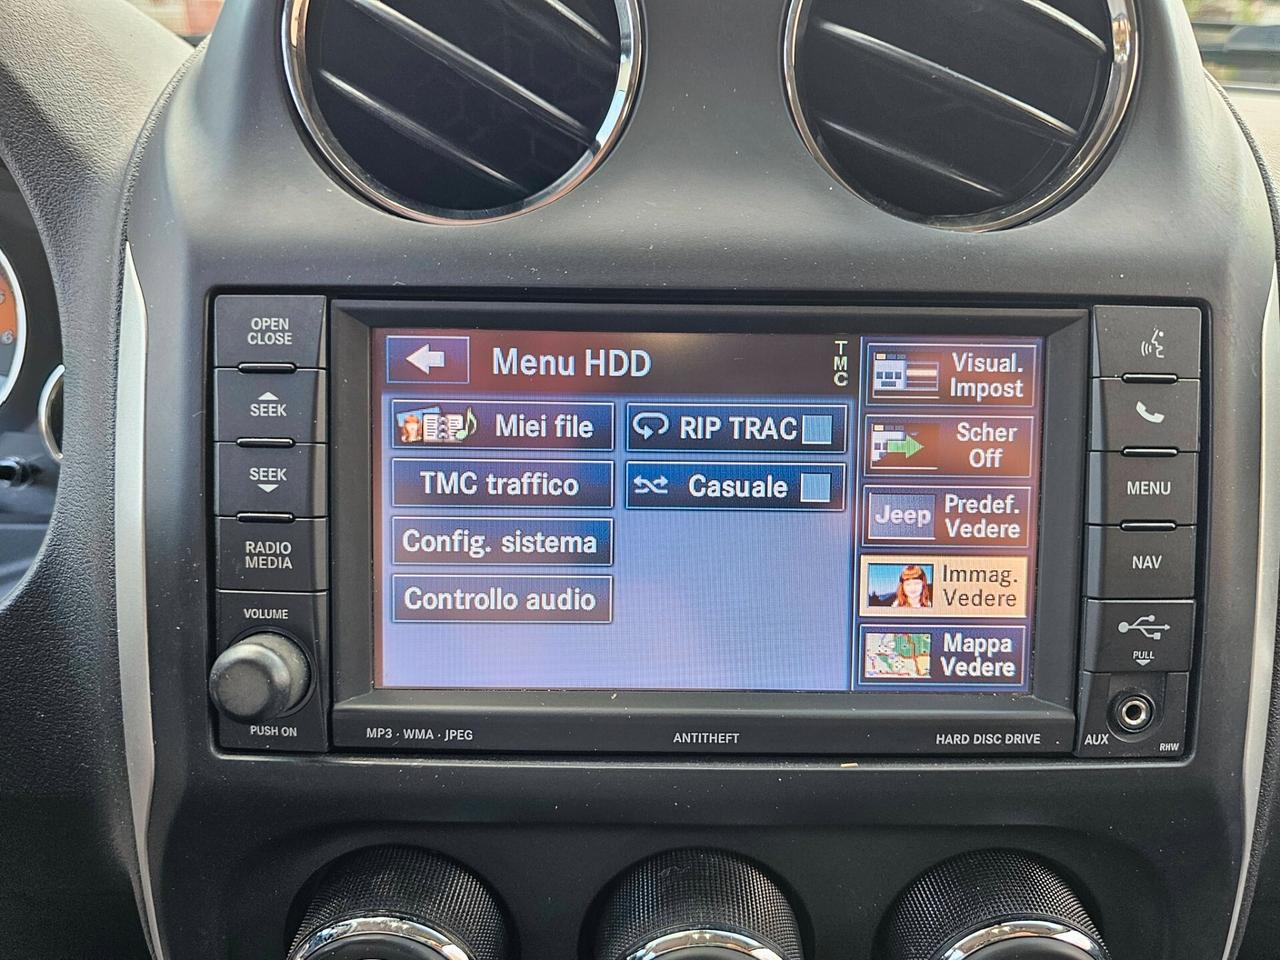 OPEN
CLOSE
SEEK
SEEK
RADIO
MEDIA
VOLUME
PUSH ON
Menu HDD
TMC
Miei file
RIP TRAC
TMC traffico
Casuale
Config. sistema
Controllo audio
Visual.
Impost
Scher
Off
Jeep
Predef.
Vedere
Immag.
Vedere
Mappa
Vedere
MENU
NAV
PULL
AUX
RHW
MP3 · WMA · JPEG
ANTITHEFT
HARD DISC DRIVE
6